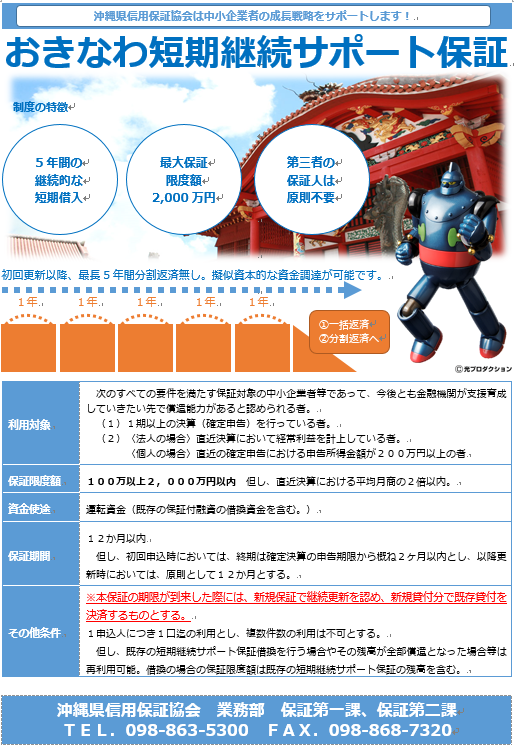 沖縄県信用保証協会は中小企業者の成長戦略をサポートします！
おきなわ短期継続サポート保証
制度の特徴
５年間の
継続的な
短期借入
最大保証
限度額
2,000万円
第三者の
保証人は
原則不要
初回更新以降、最長５年間分割返済無し。擬似資本的な資金調達が可能です。
１年 １年 １年 １年 １年
①一括返済
②分割返済へ
©光プロダクション
利用対象
次のすべての要件を満たす保証対象の中小企業者等であって、今後とも金融機関が支援育成
していきたい先で償還能力があると認められる者。
（１）１期以上の決算（確定申告）を行っている者。
（２）〈法人の場合〉直近決算において経常利益を計上している者。
〈個人の場合〉直近の確定申告における申告所得金額が２００万円以上の者
保証限度額
１００万以上２，０００万円以内　但し、直近決算における平均月商の２倍以内。
資金使途
運転資金（既存の保証付融資の借換資金を含む。）
保証期間
１２か月以内
但し、初回申込時においては、終期は確定決算の申告期限から概ね２ヶ月以内とし、以降更
新時においては、原則として１２か月とする。
その他条件
※本保証の期限が到来した際には、新規保証で継続更新を認め、新規貸付分で既存貸付を
決済するものとする。
１申込人につき１口迄の利用とし、複数件数の利用は不可とする。
但し、既存の短期継続サポート保証借換を行う場合やその残高が全部償還となった場合等は
再利用可能。借換の場合の保証限度額は既存の短期継続サポート保証の残高を含む。
沖縄県信用保証協会　業務部　保証第一課、保証第二課
ＴＥＬ．098-863-5300　ＦＡＸ．098-868-7320